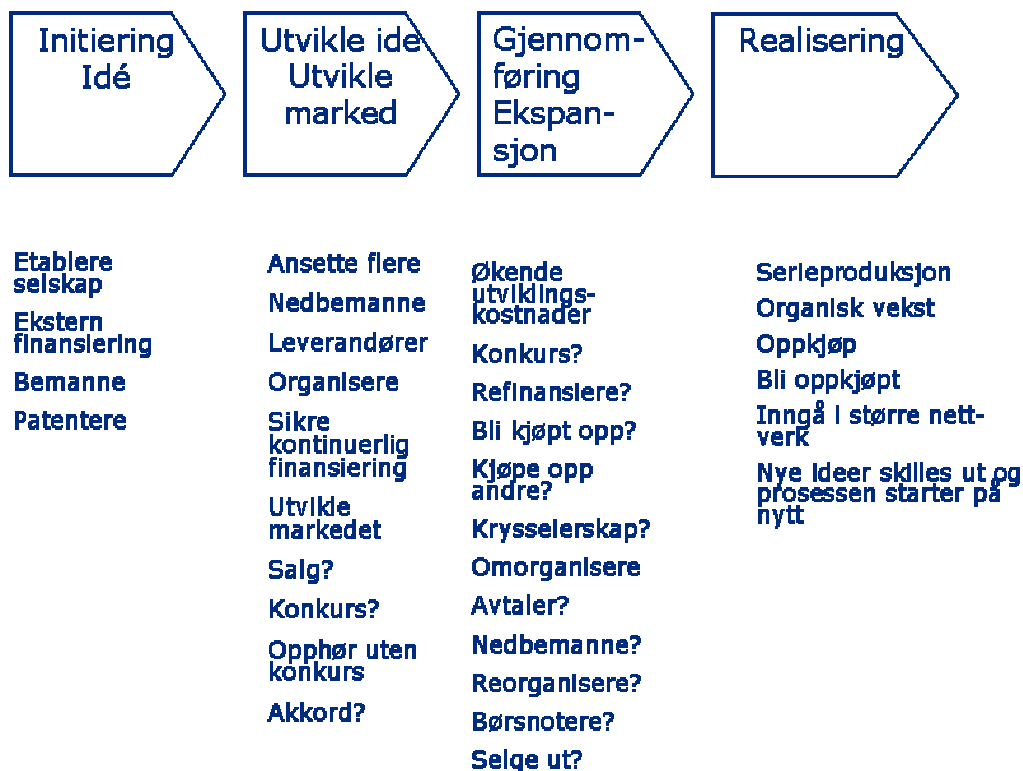 Initiering
Idé
Utvikle ide
Utvikle
marked
Gjennom-
føring
Ekspan-
sjon
Realisering
Etablere
selskap
Ekstern
finansiering
Bemanne
Patentere
Ansette flere
Nedbemanne
Leverandører
Organisere
Sikre
kontinuerlig
finansiering
Utvikle
markedet
Salg?
Konkurs?
Opphør uten
konkurs
Akkord?
Økende
utviklings-
kostnader
Konkurs?
Refinansiere?
Bli kjøpt opp?
Kjøpe opp
andre?
Krysseierskap?
Omorganisere
Avtaler?
Nedbemanne?
Reorganisere?
Børsnotere?
Selge ut?
Serieproduksjon
Organisk vekst
Oppkjøp
Bli oppkjøpt
Inngå i større nett-
verk
Nye ideer skilles ut og
prosessen starter på
nytt